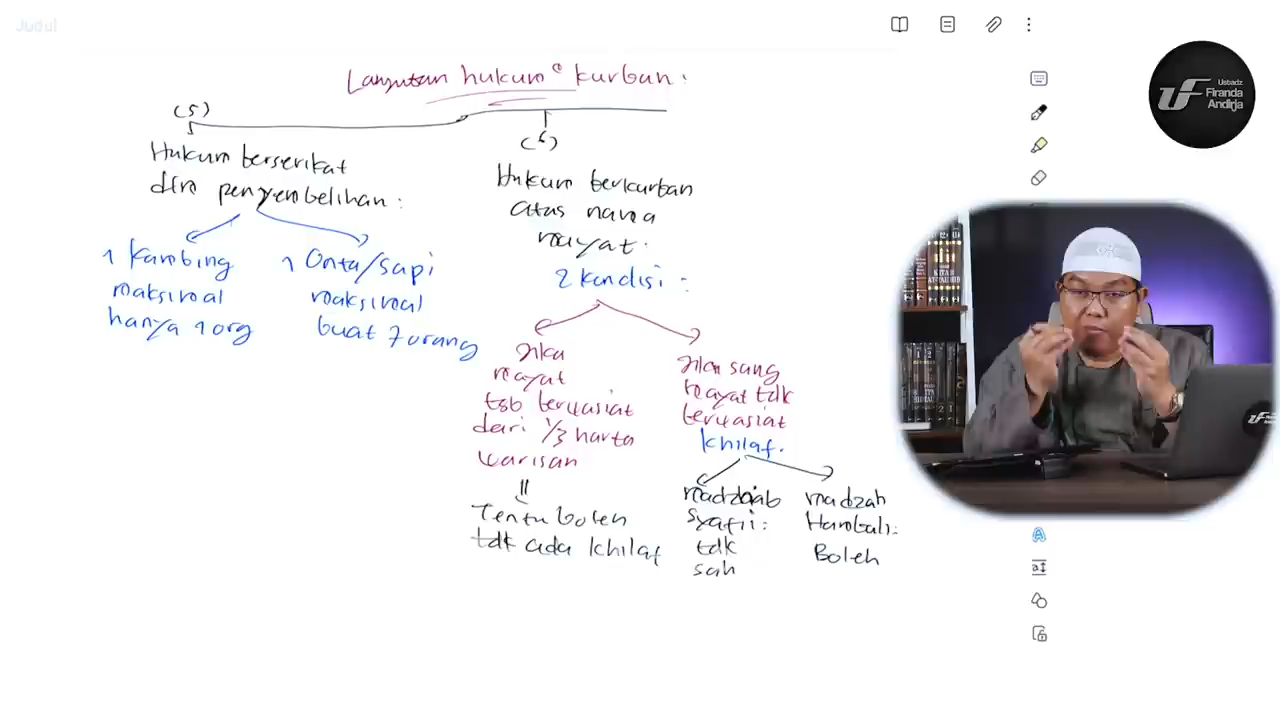 Judul
Ustadz
Firanda
Andirja
Lanjutan hukum² kurban :
(5)
Hukum berserikat
dlm penyembelihan :
1 kambing
maksimal
hanya 1 org
1 Onta/sapi
maksimal
buat 7 orang
(6)
Hukum berkurban
atas nama
mayat.
2 kondisi :
Jika
mayat
tsb berwasiat
dari 1/3 harta
warisan
Tentu boleh
tdk ada khilaf
Jika sang
mayat tdk
berwasiat
khilaf.
madzhab
Syafii :
tdk
sah
madzab
Hambali :
Boleh